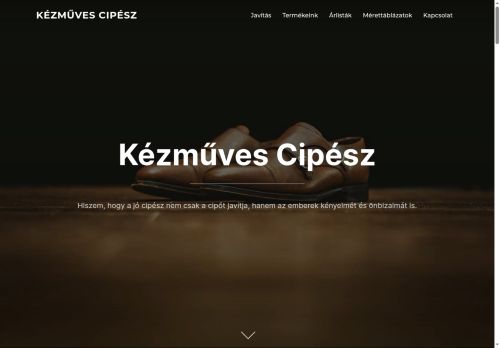 KÉZMŰVES CIPÉSZ
Javítás Termékeink Árlisták Mérettáblázatok Kapcsolat
Kézműves Cipész
Hiszem, hogy a jó cipész nem csak a cipőt javítja, hanem az emberek kényelmét és önbizalmát is.